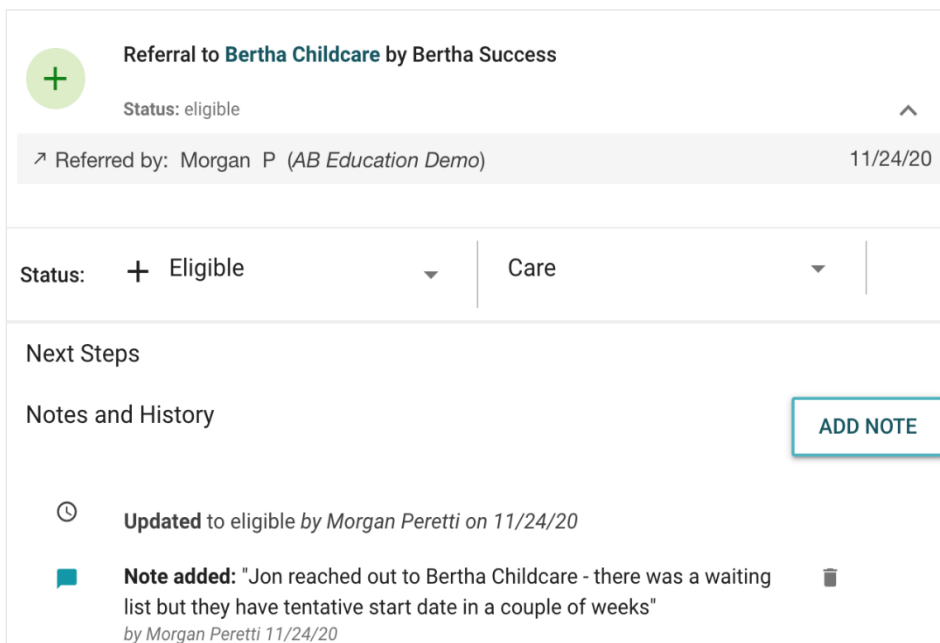 Referral to Bertha Childcare by Bertha Success
Status: eligible
Referred by: Morgan P (AB Education Demo) 11/24/20
Status: + Eligible Care
Next Steps
Notes and History
ADD NOTE
Updated to eligible by Morgan Peretti on 11/24/20
Note added: "Jon reached out to Bertha Childcare - there was a waiting
list but they have tentative start date in a couple of weeks"
by Morgan Peretti 11/24/20